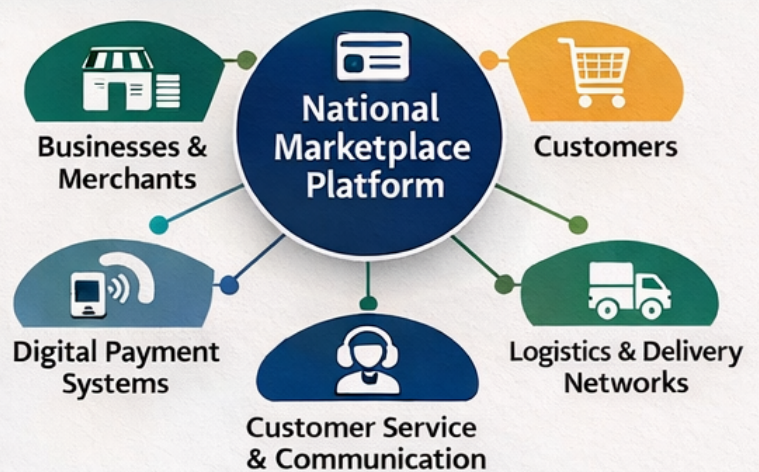 National
Marketplace
Platform
Businesses &
Merchants
Customers
Digital Payment
Systems
Logistics & Delivery
Networks
Customer Service
& Communication